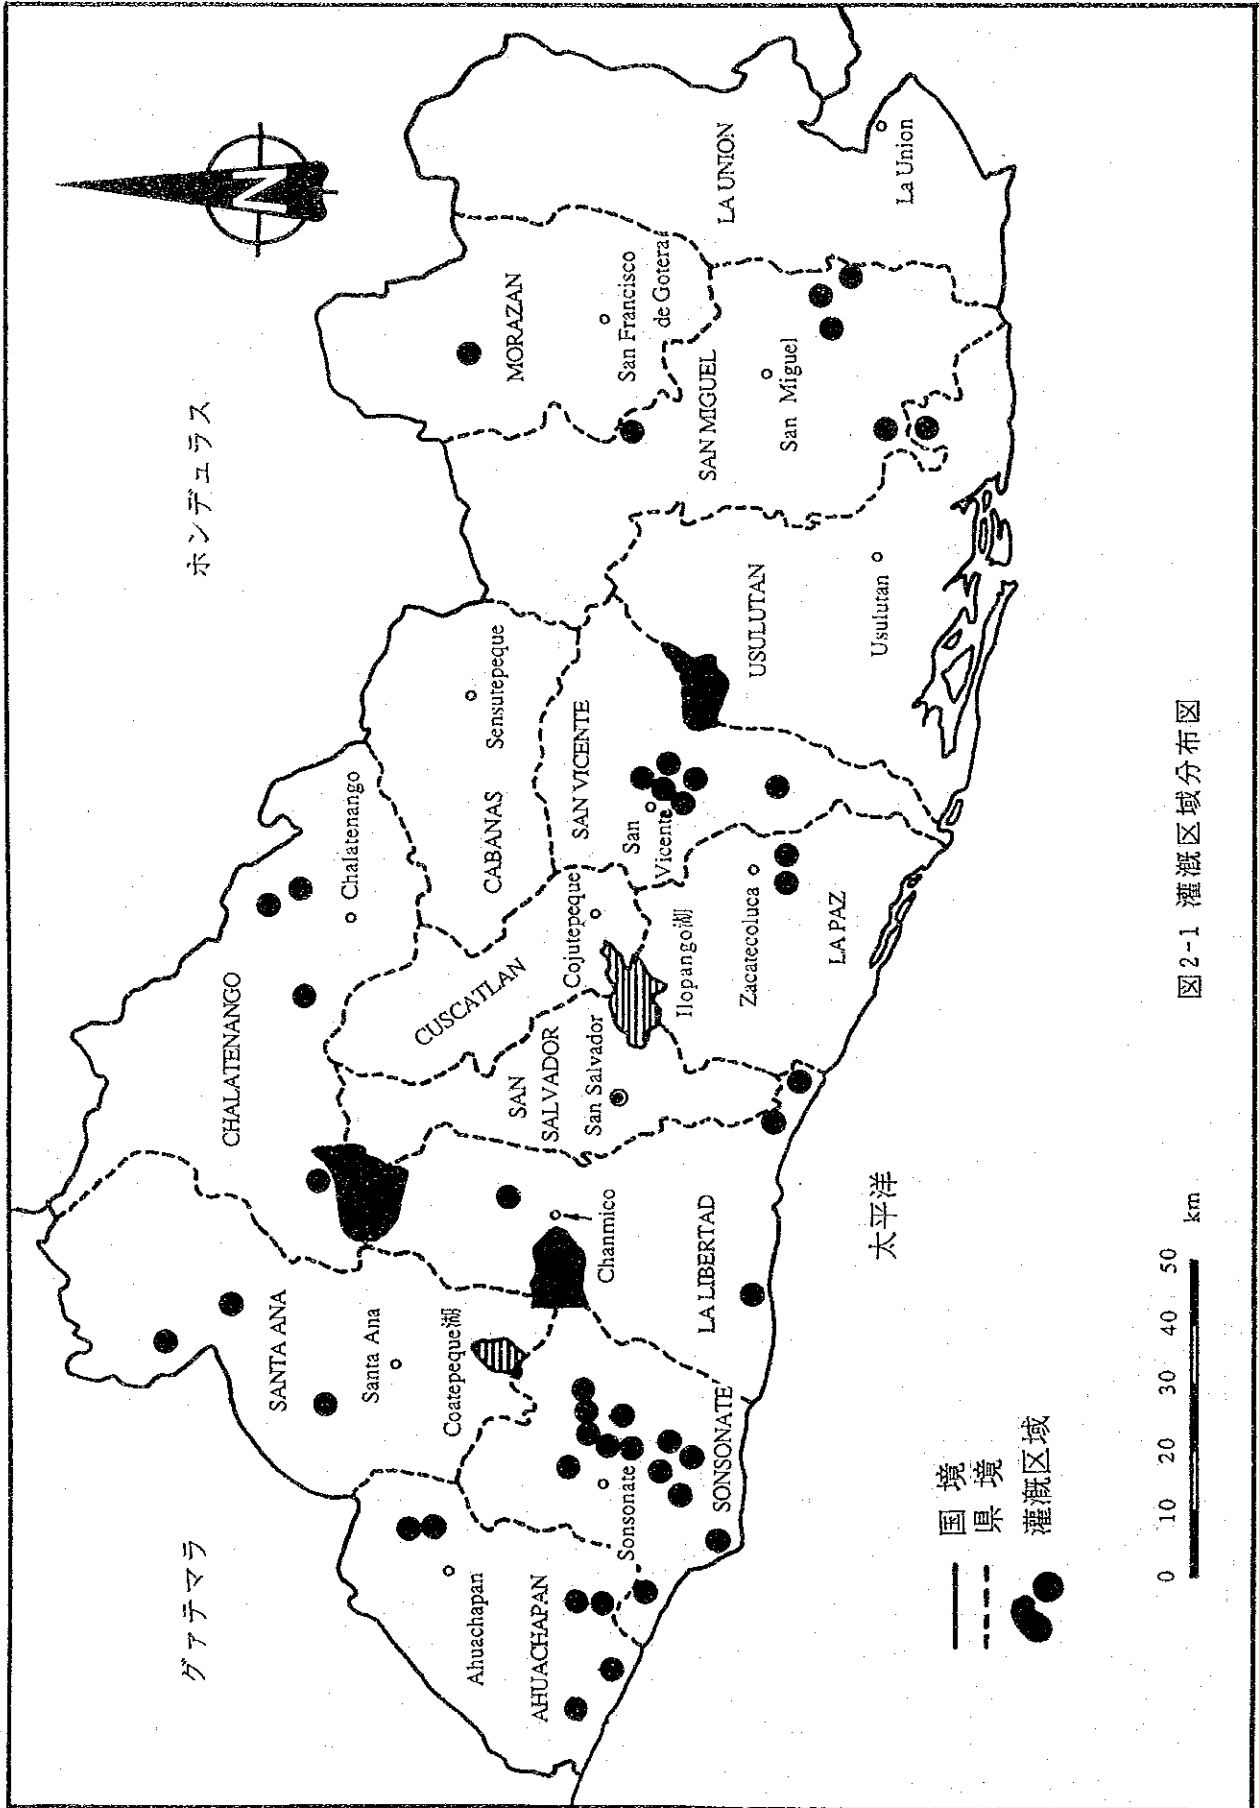 N
ホンデュラス
グァテマラ
CHALATENANGO
Chalatenango
SANTA ANA
Santa Ana
Coatepeque湖
Ahuachapan
AHUACHAPAN
Sonsonate
SONSONATE
Chanmico
LA LIBERTAD
SAN
SALVADOR
San Salvador
CUSCATLAN
Cojutepeque
Ilopango湖
CABANAS
Sensutepeque
SAN VICENTE
San
Vicente
Zacatecoluca
LA PAZ
USULUTAN
Usulutan
MORAZAN
San Francisco
de Gotera
SAN MIGUEL
San Miguel
LA UNION
La Union
太平洋
国境
県境
灌漑区域
0 10 20 30 40 50 km
図2-1 灌漑区域分布図